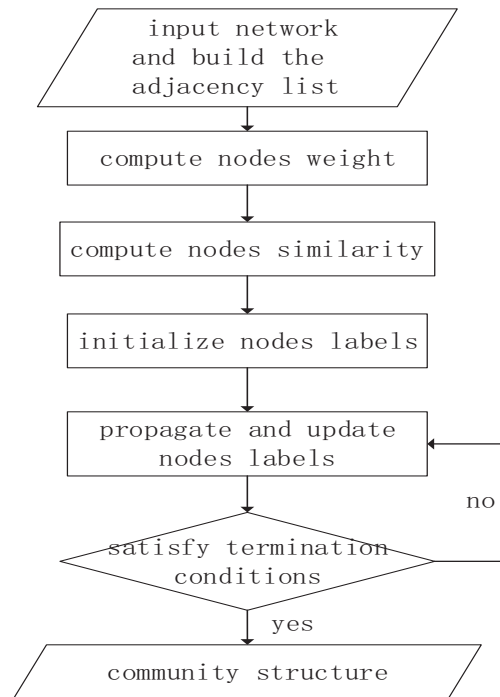 input network
and build the
adjacency list
compute nodes weight
compute nodes similarity
initialize nodes labels
propagate and update
nodes labels
no
satisfy termination
conditions
yes
community structure